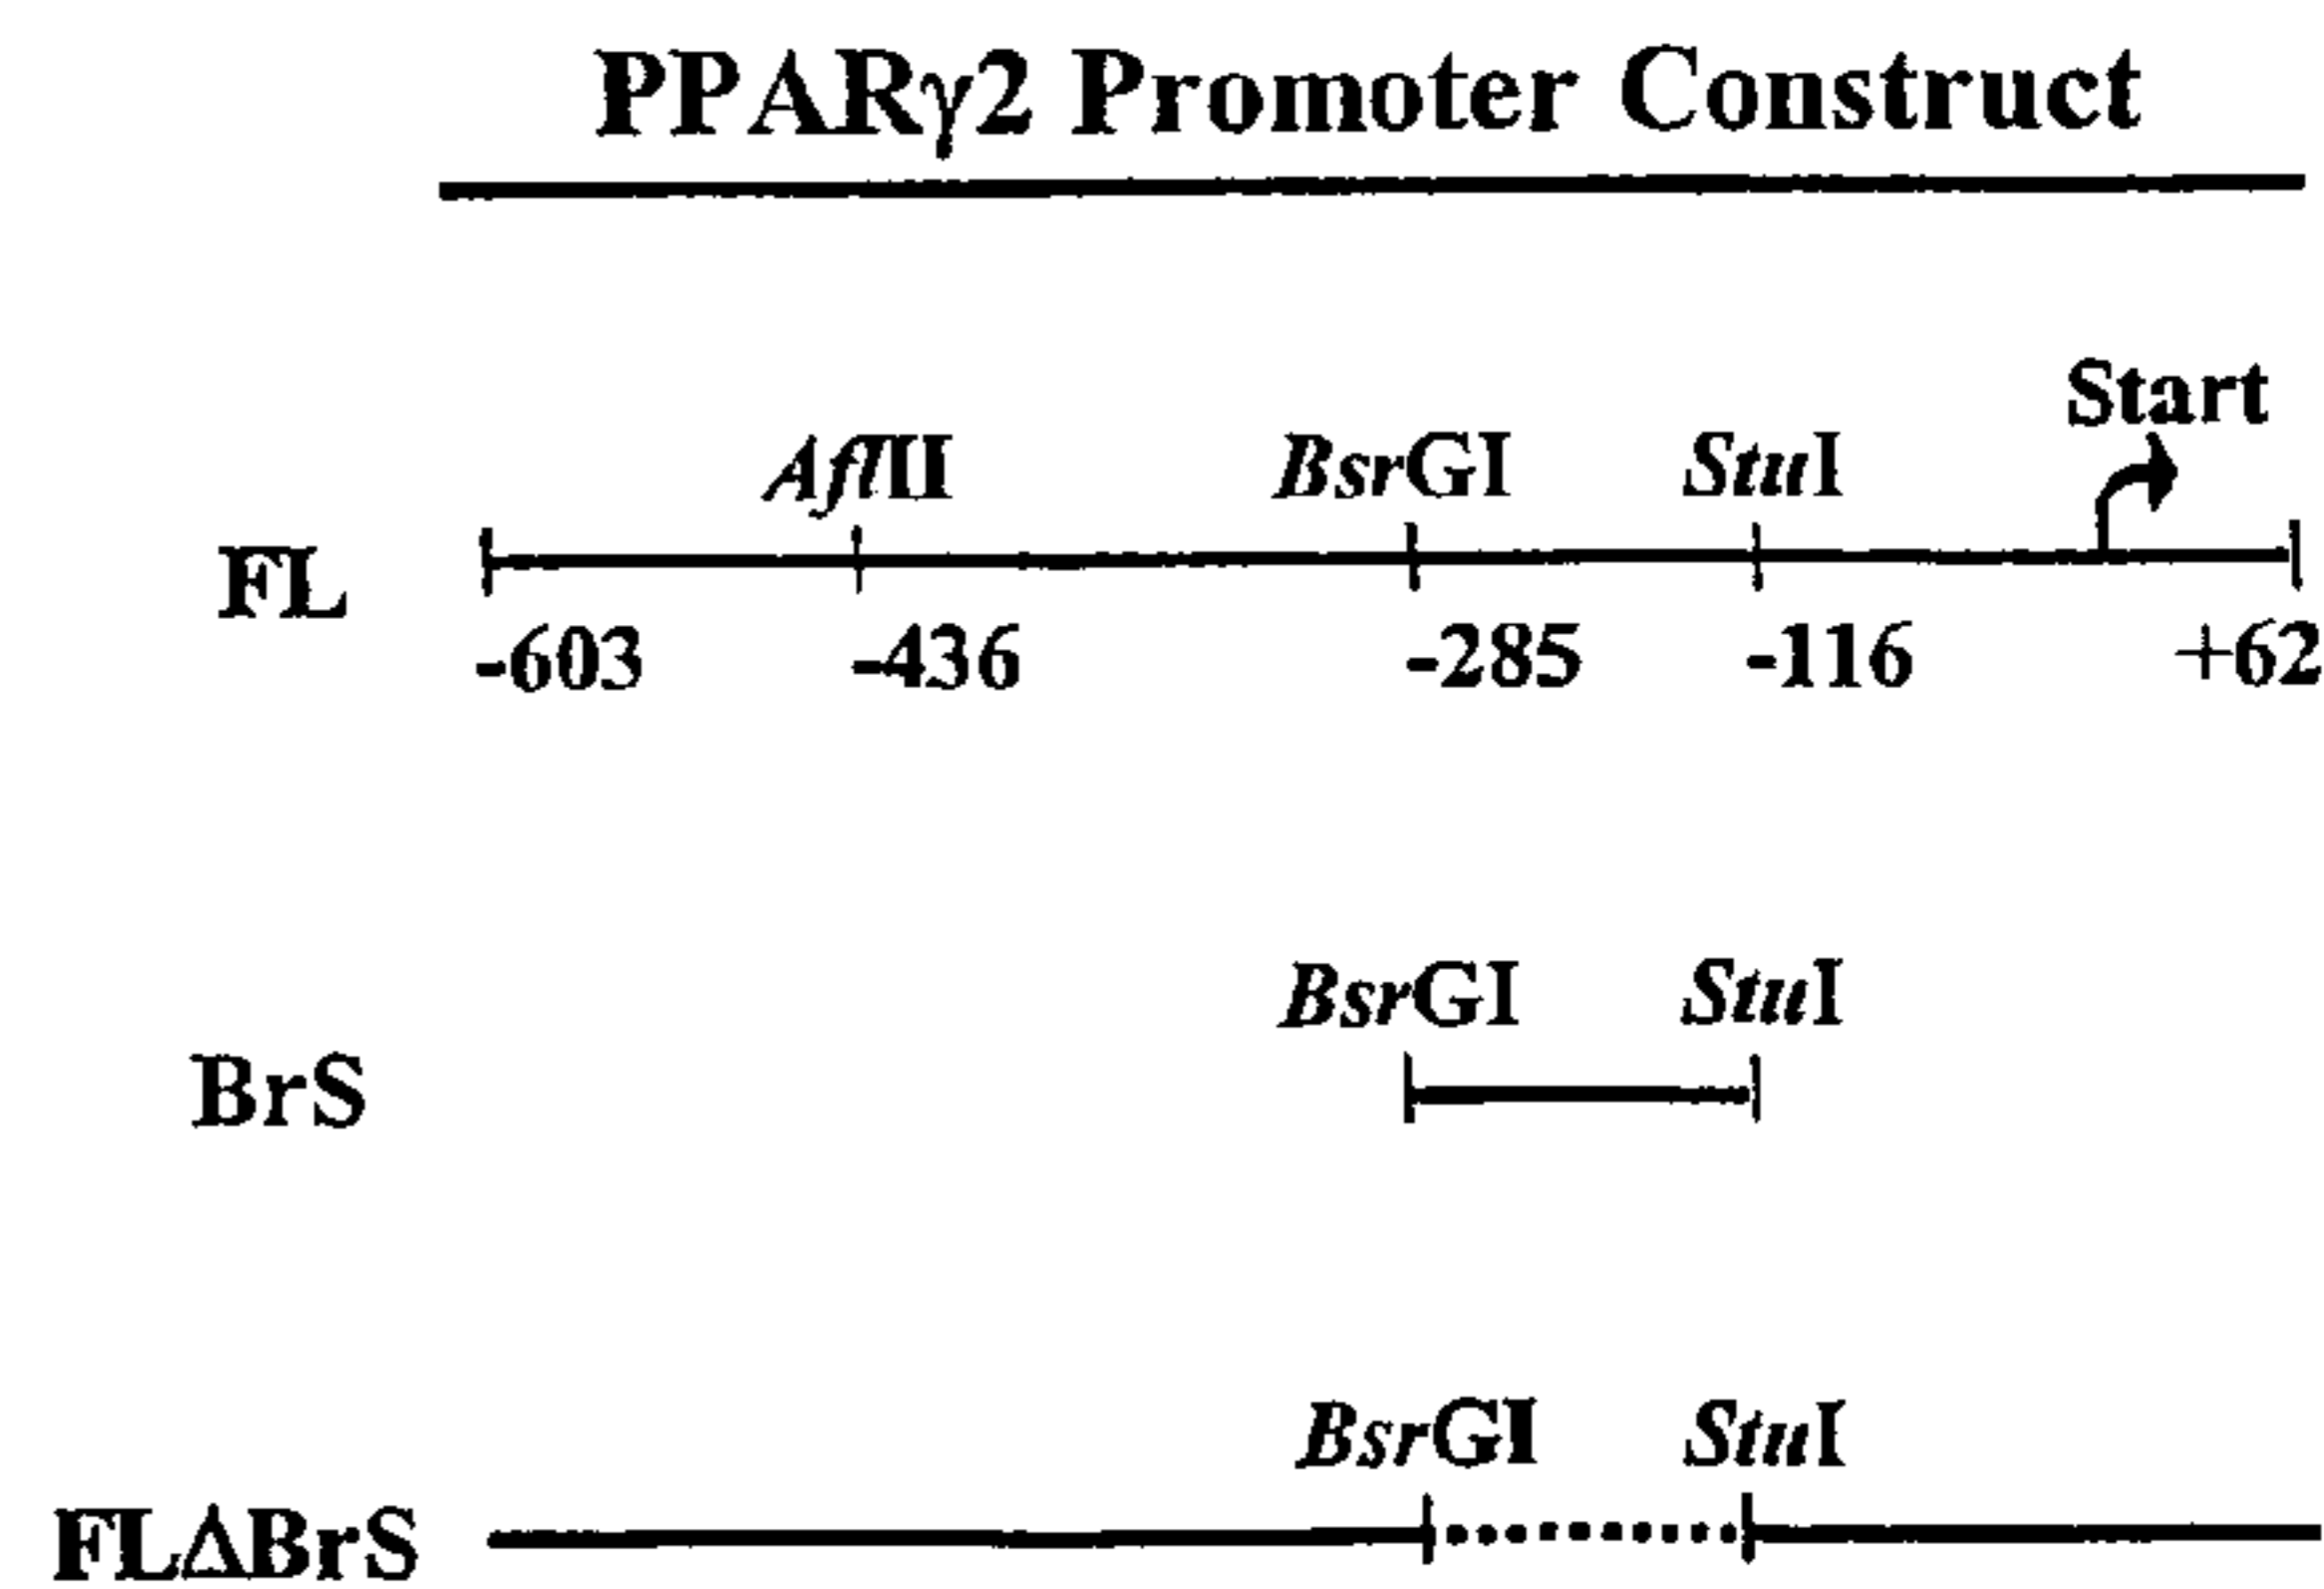 PPARγ2 Promoter Construct
Start
AflII BsrGI StuI
FL
-603 -436 -285 -116 +62
BsrGI StuI
BrS
BsrGI StuI
FLΔBrS